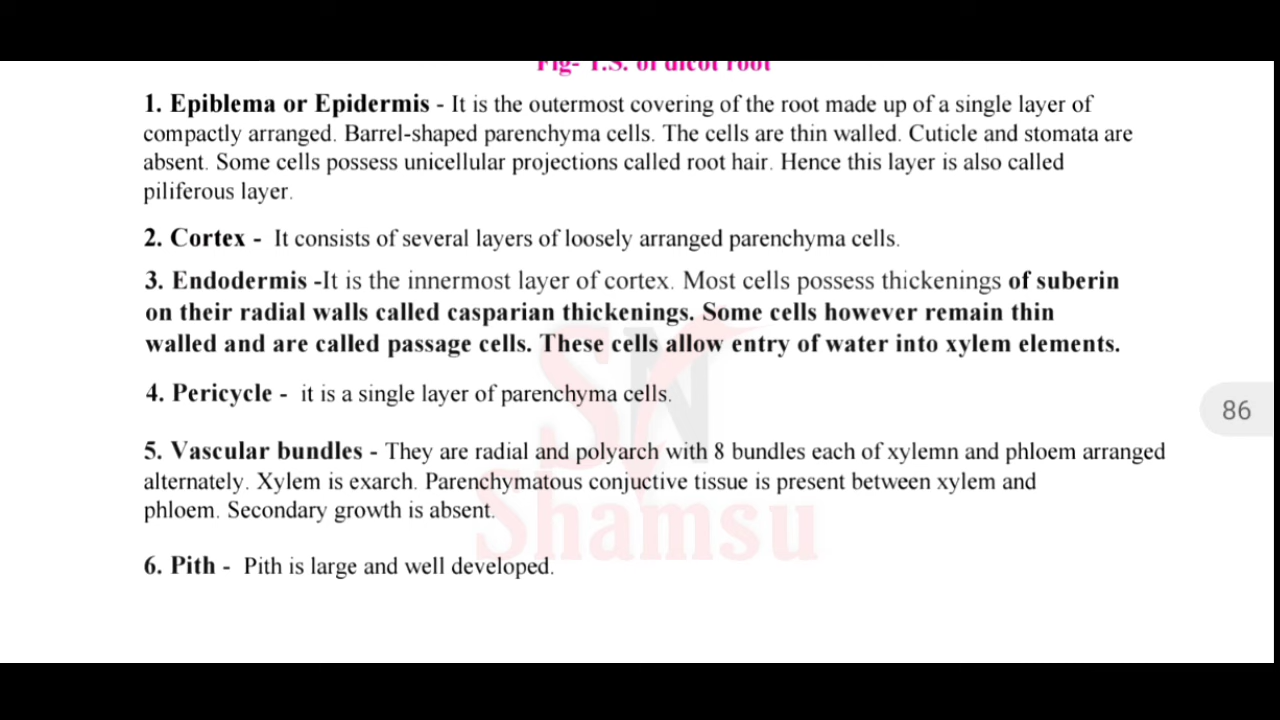 Fig- T.S. of dicot root
1. Epiblema or Epidermis - It is the outermost covering of the root made up of a single layer of
compactly arranged. Barrel-shaped parenchyma cells. The cells are thin walled. Cuticle and stomata are
absent. Some cells possess unicellular projections called root hair. Hence this layer is also called
piliferous layer.
2. Cortex - It consists of several layers of loosely arranged parenchyma cells.
3. Endodermis -It is the innermost layer of cortex. Most cells possess thickenings of suberin
on their radial walls called casparian thickenings. Some cells however remain thin
walled and are called passage cells. These cells allow entry of water into xylem elements.
4. Pericycle - it is a single layer of parenchyma cells.
86
5. Vascular bundles - They are radial and polyarch with 8 bundles each of xylemn and phloem arranged
alternately. Xylem is exarch. Parenchymatous conjuctive tissue is present between xylem and
phloem. Secondary growth is absent.
6. Pith - Pith is large and well developed.
SN
Shamsu